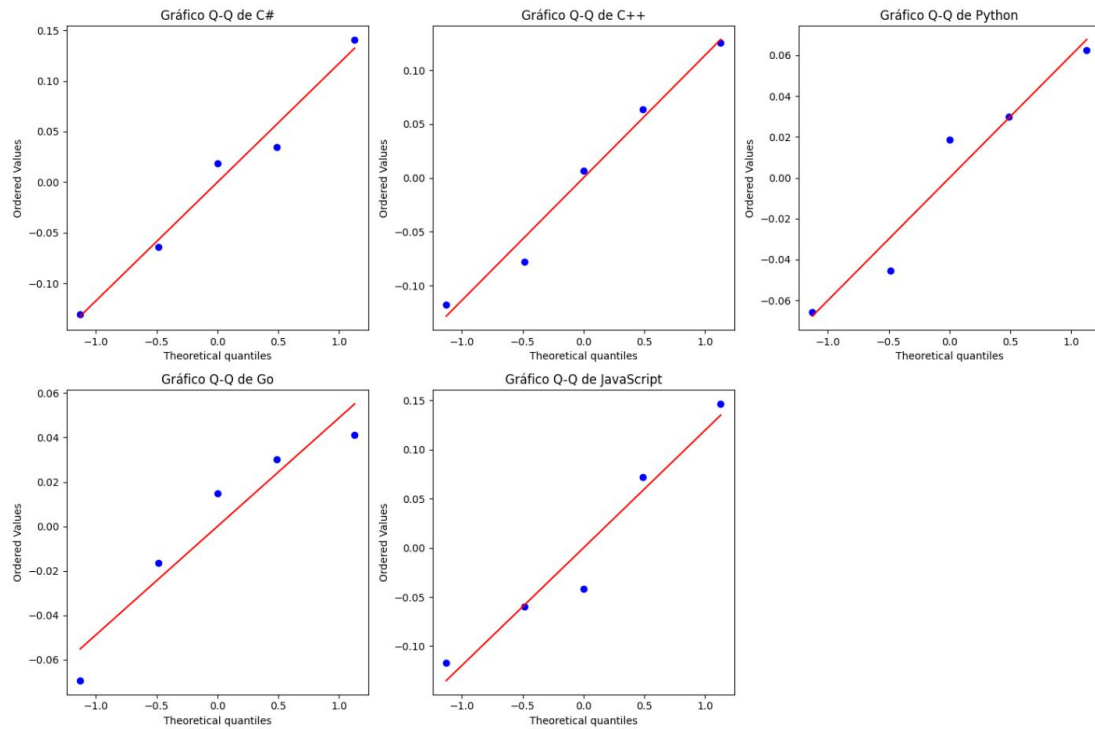 Gráfico Q-Q de C#
Ordered Values
0.15
0.10
0.05
0.00
−0.05
−0.10
−1.0 −0.5 0.0 0.5 1.0
Theoretical quantiles
Gráfico Q-Q de C++
Ordered Values
0.10
0.05
0.00
−0.05
−0.10
−1.0 −0.5 0.0 0.5 1.0
Theoretical quantiles
Gráfico Q-Q de Python
Ordered Values
0.06
0.04
0.02
0.00
−0.02
−0.04
−0.06
−1.0 −0.5 0.0 0.5 1.0
Theoretical quantiles
Gráfico Q-Q de Go
Ordered Values
0.06
0.04
0.02
0.00
−0.02
−0.04
−0.06
−1.0 −0.5 0.0 0.5 1.0
Theoretical quantiles
Gráfico Q-Q de JavaScript
Ordered Values
0.15
0.10
0.05
0.00
−0.05
−0.10
−1.0 −0.5 0.0 0.5 1.0
Theoretical quantiles